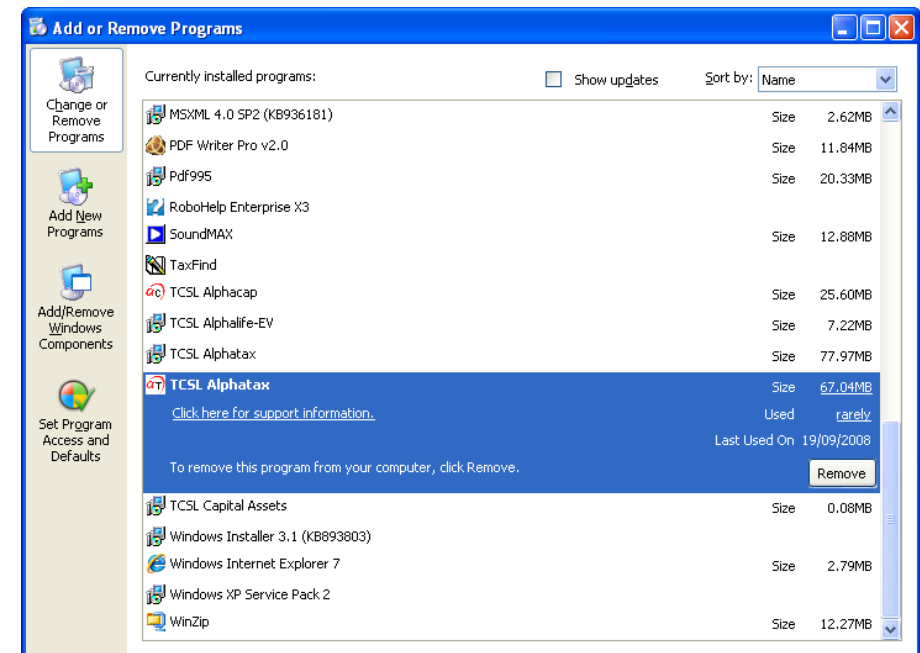 Add or Remove Programs
Change or
Remove
Programs
Add New
Programs
Add/Remove
Windows
Components
Set Program
Access and
Defaults
Currently installed programs: Show updates Sort by: Name
MSXML 4.0 SP2 (KB936181) Size 2.62MB
PDF Writer Pro v2.0 Size 11.84MB
Pdf995 Size 20.33MB
RoboHelp Enterprise X3
SoundMAX Size 12.88MB
TaxFind
TCSL Alphacap Size 25.60MB
TCSL Alphalife-EV Size 7.22MB
TCSL Alphatax Size 77.97MB
TCSL Alphatax Size 67.04MB
Click here for support information. Used rarely
Last Used On 19/09/2008
To remove this program from your computer, click Remove. Remove
TCSL Capital Assets Size 0.08MB
Windows Installer 3.1 (KB893803)
Windows Internet Explorer 7 Size 2.79MB
Windows XP Service Pack 2
WinZip Size 12.27MB